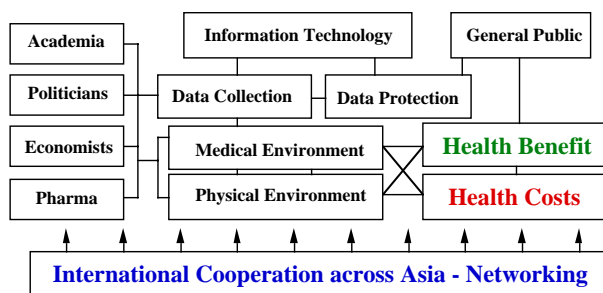 Academia
Information Technology
General Public
Politicians
Data Collection
Data Protection
Economists
Medical Environment
Health Benefit
Pharma
Physical Environment
Health Costs
International Cooperation across Asia - Networking